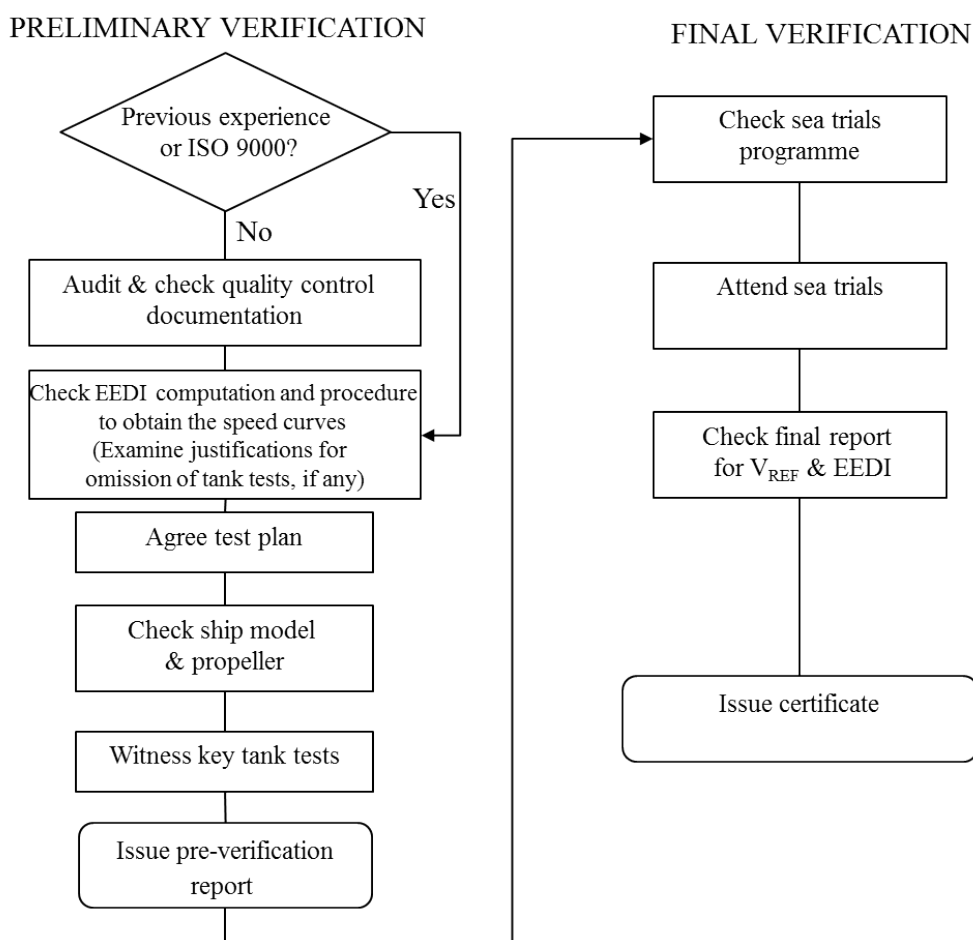 PRELIMINARY VERIFICATION
Previous experience
or ISO 9000?
Yes
No
Audit & check quality control
documentation
Check EEDI computation and procedure
to obtain the speed curves
(Examine justifications for
omission of tank tests, if any)
Agree test plan
Check ship model
& propeller
Witness key tank tests
Issue pre-verification
report
FINAL VERIFICATION
Check sea trials
programme
Attend sea trials
Check final report
for VREF & EEDI
Issue certificate